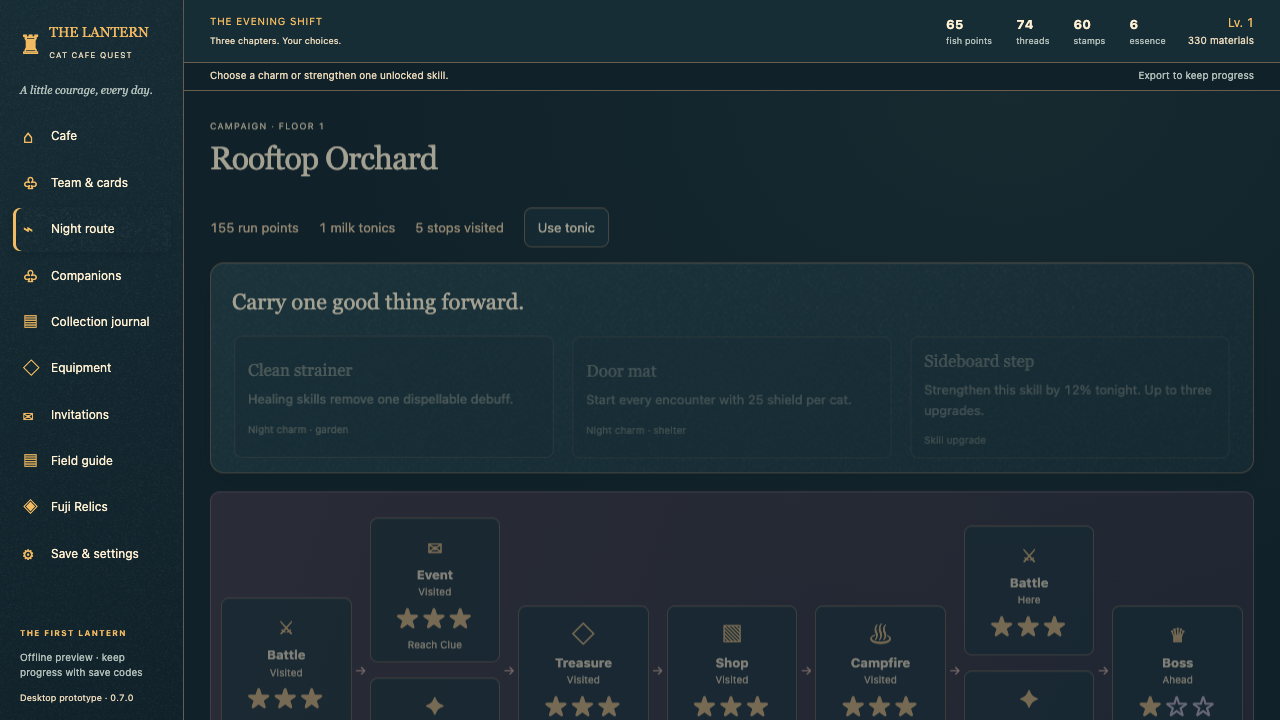 THE LANTERN
CAT CAFE QUEST
A little courage, every day.
Cafe
Team & cards
Night route
Companions
Collection journal
Equipment
Invitations
Field guide
Fuji Relics
Save & settings
THE FIRST LANTERN
Offline preview · keep
progress with save codes
Desktop prototype · 0.7.0
THE EVENING SHIFT
Three chapters. Your choices.
65
fish points
74
threads
60
stamps
6
essence
Lv. 1
330 materials
Choose a charm or strengthen one unlocked skill.
Export to keep progress
CAMPAIGN · FLOOR 1
Rooftop Orchard
155 run points
1 milk tonics
5 stops visited
Use tonic
Carry one good thing forward.
Clean strainer
Healing skills remove one dispellable debuff.
Night charm · garden
Door mat
Start every encounter with 25 shield per cat.
Night charm · shelter
Sideboard step
Strengthen this skill by 12% tonight. Up to three
upgrades.
Skill upgrade
Battle
Visited
Event
Visited
Reach Clue
Treasure
Visited
Shop
Visited
Campfire
Visited
Battle
Here
Boss
Ahead